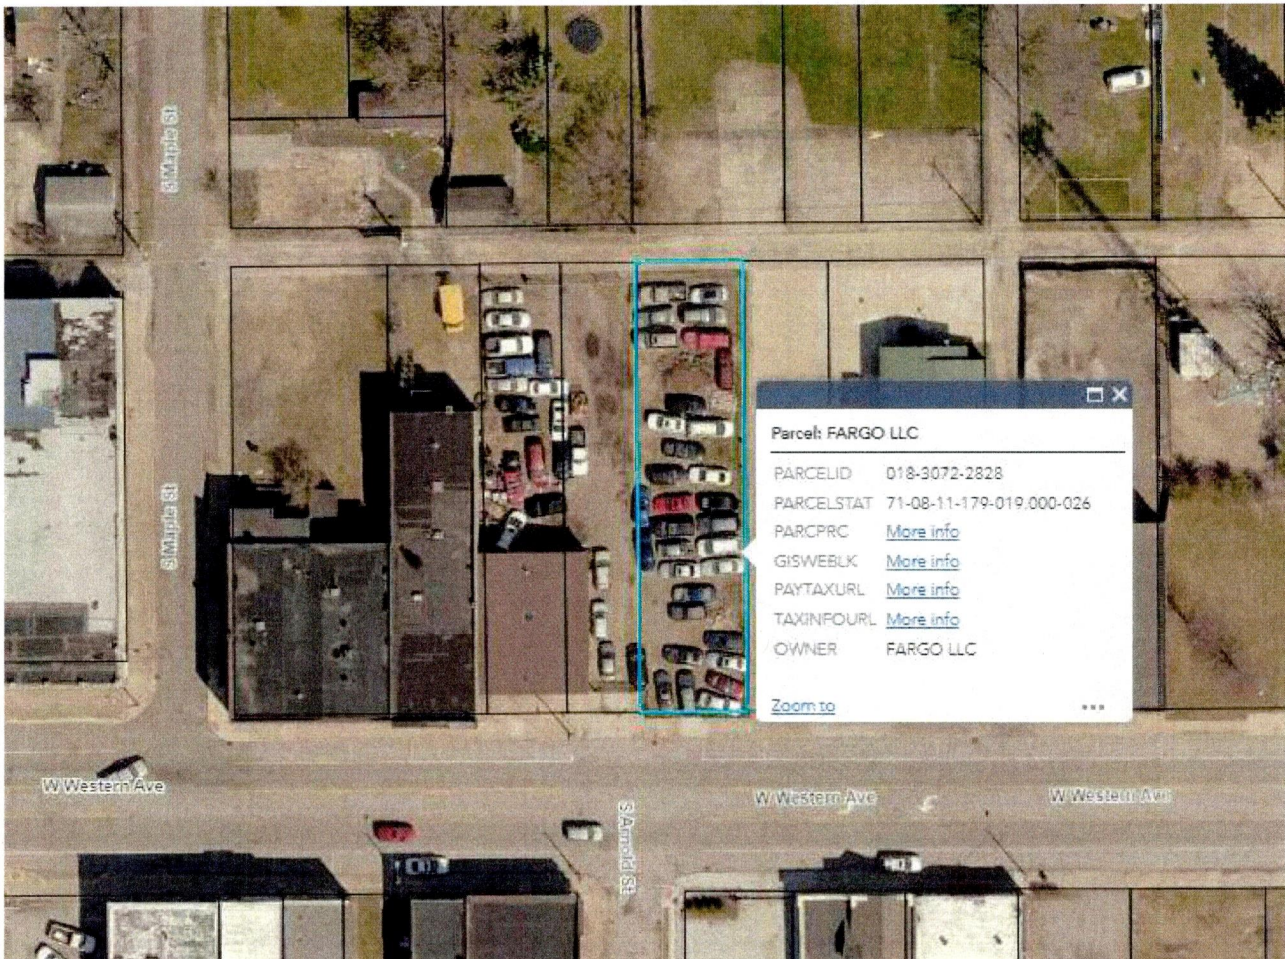 S Maple St
S Maple St
Parcel: FARGO LLC
PARCELID 018-3072-2828
PARCELSTAT 71-08-11-179-019.000-026
PARCPRC More info
GISWEBLK More info
PAYTAXURL More info
TAXINFOURL More info
OWNER FARGO LLC
Zoom to
W Western Ave
W Western Ave
W Western Ave
S Arnold St